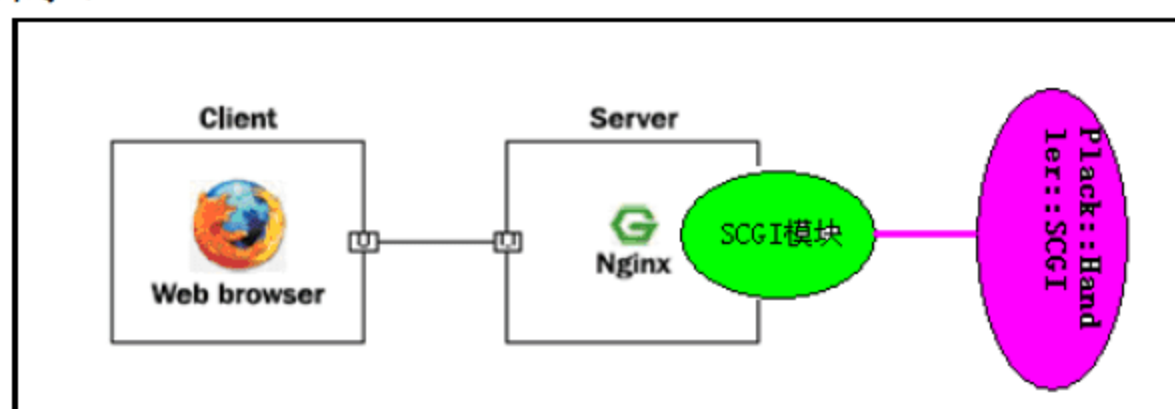 Client
Web browser
Server
Nginx
SCGI模块
Plack::Hand
ler::SCGI